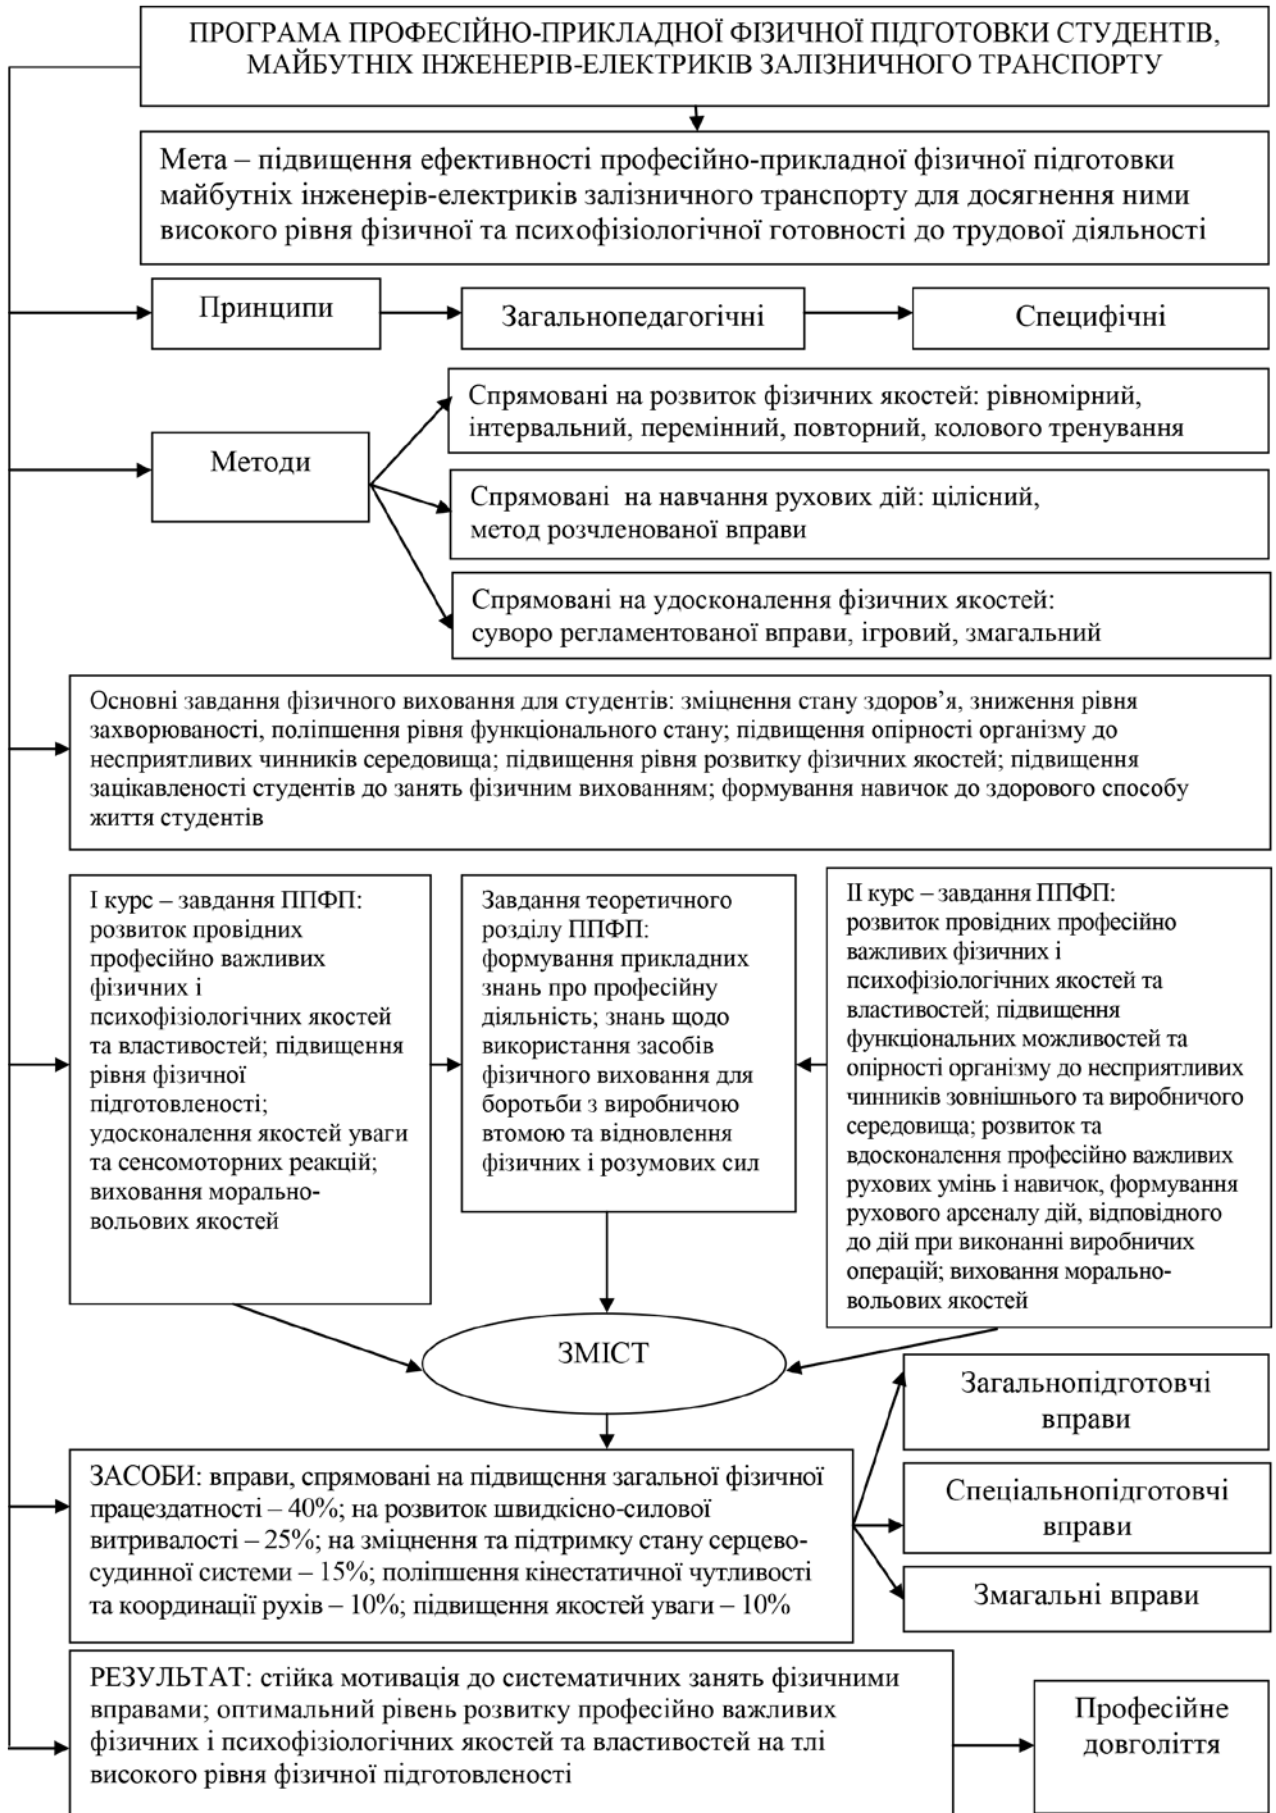 ПРОГРАМА ПРОФЕСІЙНО-ПРИКЛАДНОЇ ФІЗИЧНОЇ ПІДГОТОВКИ СТУДЕНТІВ,
МАЙБУТНІХ ІНЖЕНЕРІВ-ЕЛЕКТРИКІВ ЗАЛІЗНИЧНОГО ТРАНСПОРТУ
Мета – підвищення ефективності професійно-прикладної фізичної підготовки
майбутніх інженерів-електриків залізничного транспорту для досягнення ними
високого рівня фізичної та психофізіологічної готовності до трудової діяльності
Принципи
Загальнопедагогічні
Специфічні
Методи
Спрямовані на розвиток фізичних якостей: рівномірний,
інтервальний, перемінний, повторний, колового тренування
Спрямовані на навчання рухових дій: цілісний,
метод розчленованої вправи
Спрямовані на удосконалення фізичних якостей:
суворо регламентованої вправи, ігровий, змагальний
Основні завдання фізичного виховання для студентів: зміцнення стану здоров’я, зниження рівня
захворюваності, поліпшення рівня функціонального стану; підвищення опірності організму до
несприятливих чинників середовища; підвищення рівня розвитку фізичних якостей; підвищення
зацікавленості студентів до занять фізичним вихованням; формування навичок до здорового способу
життя студентів
І курс – завдання ППФП:
розвиток провідних
професійно важливих
фізичних і
психофізіологічних якостей
та властивостей; підвищення
рівня фізичної
підготовленості;
удосконалення якостей уваги
та сенсомоторних реакцій;
виховання морально-
вольових якостей
Завдання теоретичного
розділу ППФП:
формування прикладних
знань про професійну
діяльність; знань щодо
використання засобів
фізичного виховання для
боротьби з виробничою
втомою та відновлення
фізичних і розумових сил
ІІ курс – завдання ППФП:
розвиток провідних професійно
важливих фізичних і
психофізіологічних якостей та
властивостей; підвищення
функціональних можливостей та
опірності організму до несприятливих
чинників зовнішнього та виробничого
середовища; розвиток та
вдосконалення професійно важливих
рухових умінь і навичок, формування
рухового арсеналу дій, відповідного
до дій при виконанні виробничих
операцій; виховання морально-
вольових якостей
ЗМІСТ
ЗАСОБИ: вправи, спрямовані на підвищення загальної фізичної
працездатності – 40%; на розвиток швидкісно-силової
витривалості – 25%; на зміцнення та підтримку стану серцево-
судинної системи – 15%; поліпшення кінестатичної чутливості
та координації рухів – 10%; підвищення якостей уваги – 10%
Загальнопідготовчі
вправи
Спеціальнопідготовчі
вправи
Змагальні вправи
РЕЗУЛЬТАТ: стійка мотивація до систематичних занять фізичними
вправами; оптимальний рівень розвитку професійно важливих
фізичних і психофізіологічних якостей та властивостей на тлі
високого рівня фізичної підготовленості
Професійне
довголіття